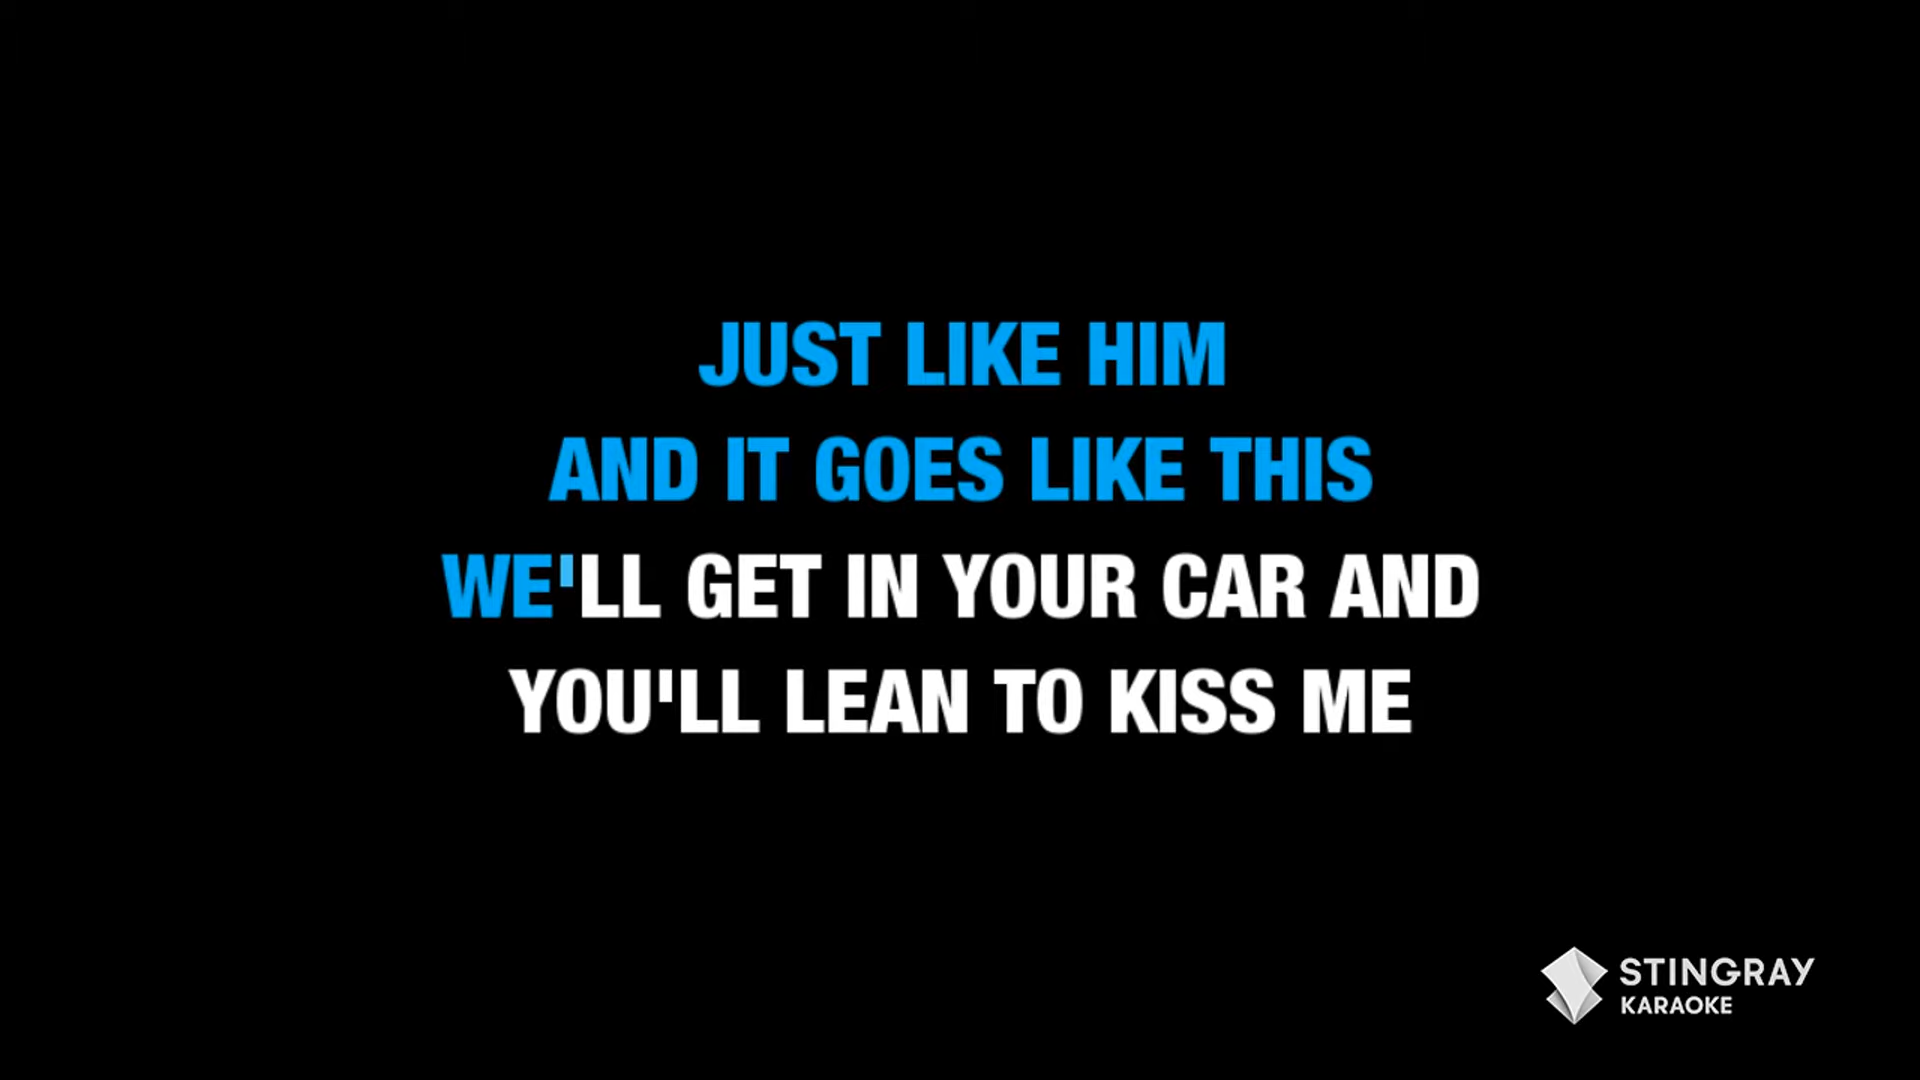 JUST LIKE HIM
AND IT GOES LIKE THIS
WE'LL GET IN YOUR CAR AND
YOU'LL LEAN TO KISS ME
STINGRAY
KARAOKE